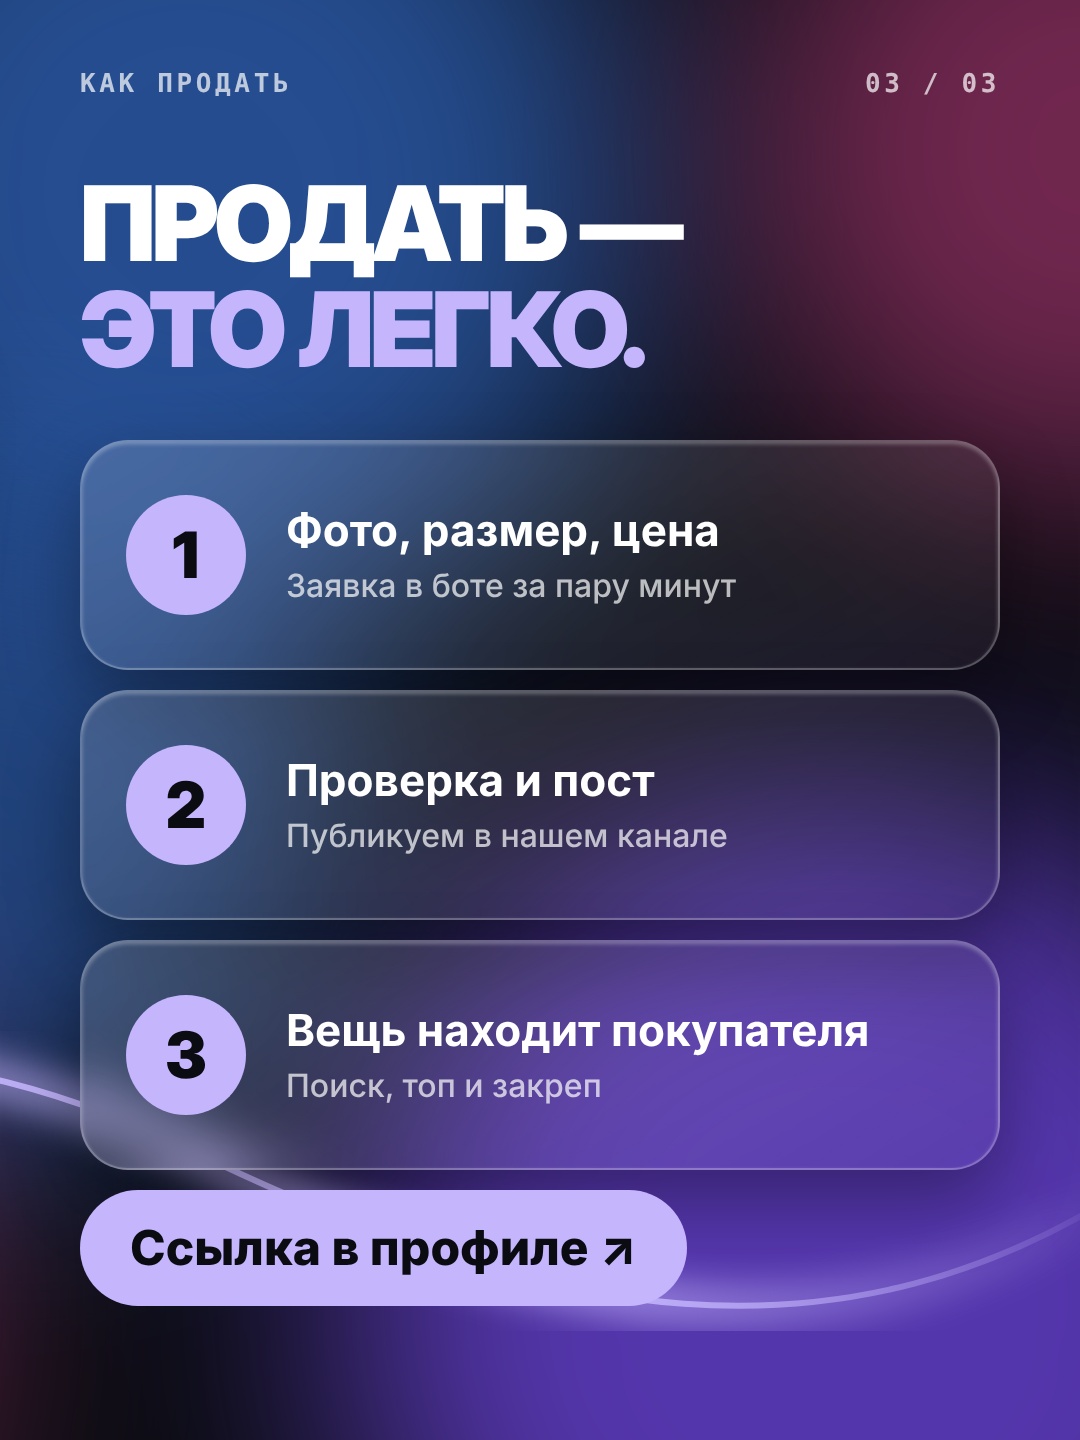 КАК ПРОДАТЬ
03 / 03
ПРОДАТЬ —
ЭТО ЛЕГКО.
1
Фото, размер, цена
Заявка в боте за пару минут
2
Проверка и пост
Публикуем в нашем канале
3
Вещь находит покупателя
Поиск, топ и закреп
Ссылка в профиле ↗